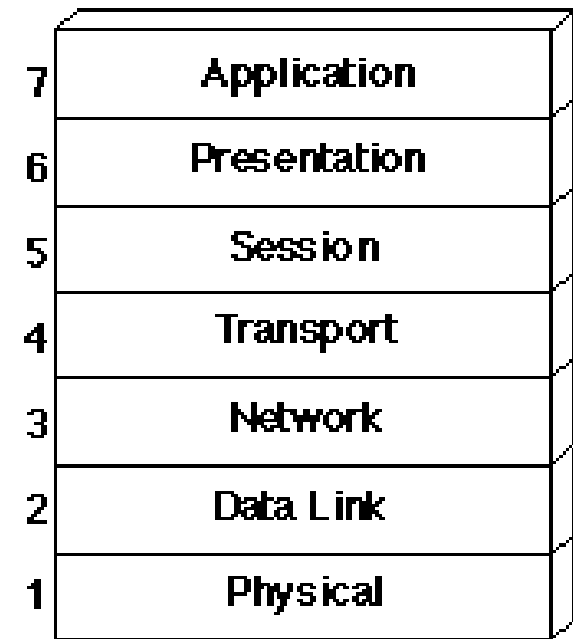 7 Application
6 Presentation
5 Session
4 Transport
3 Network
2 Data Link
1 Physical